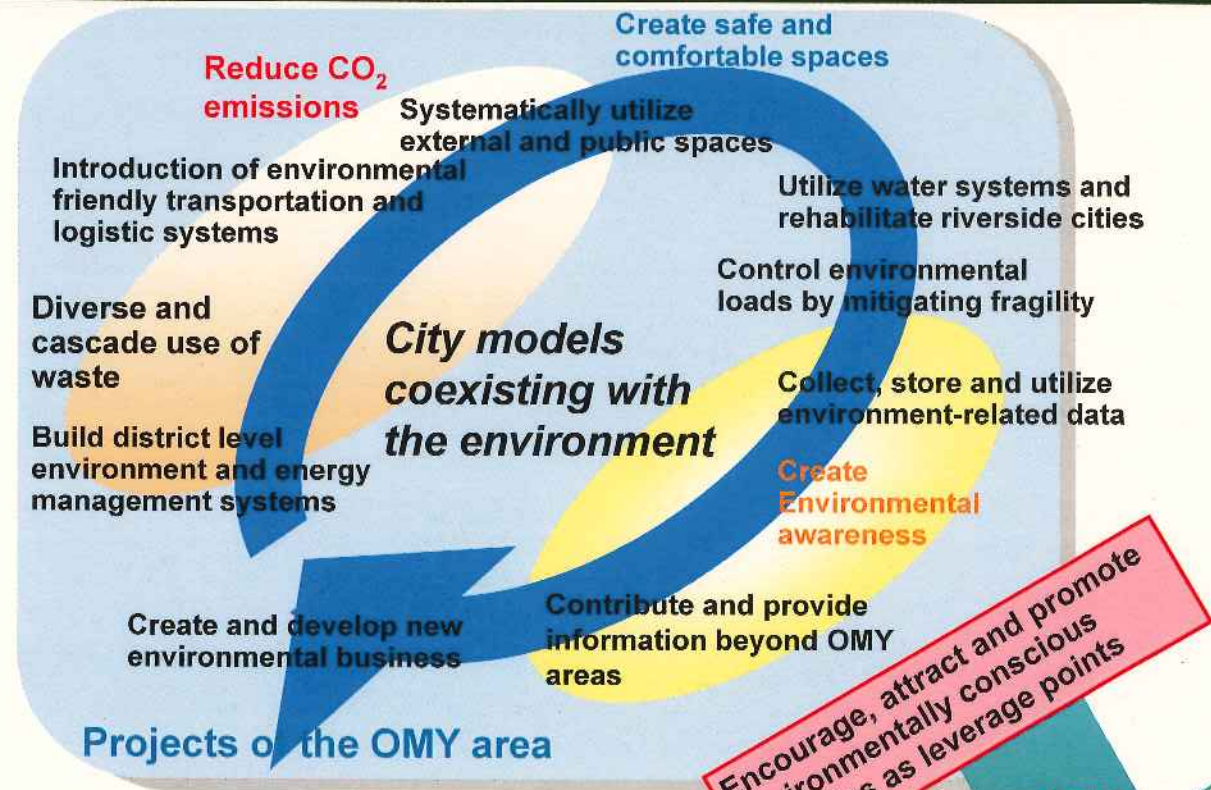 Create safe and
comfortable spaces
Reduce CO₂
emissions
Systematically utilize
external and public spaces
Introduction of environmental
friendly transportation and
logistic systems
Utilize water systems and
rehabilitate riverside cities
Control environmental
loads by mitigating fragility
Diverse and
cascade use of
waste
City models
coexisting with
the environment
Collect, store and utilize
environment-related data
Build district level
environment and energy
management systems
Create
Environmental
awareness
Contribute and provide
information beyond OMY
areas
Create and develop new
environmental business
Projects of the OMY area
Encourage, attract and promote
conscious
as leverage points